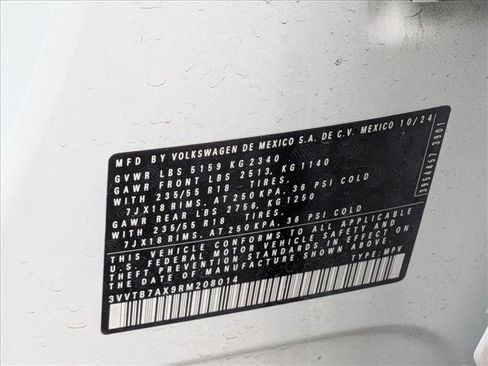 MFD BY VOLKSWAGEN DE MEXICO S.A. DE C.V. MEXICO 10/24
GVWR LBS 5159 KG 2340
GAWR FRONT LBS 2513, KG 1140
WITH 235/55 R18 TIRES,
7JX18 RIMS, AT 250 KPA, 36 PSI COLD
GAWR REAR LBS 2756, KG 1250
WITH 235/55 R18 TIRES,
7JX18 RIMS, AT 250 KPA, 36 PSI COLD
THIS VEHICLE CONFORMS TO ALL APPLICABLE
U.S. FEDERAL MOTOR VEHICLE SAFETY AND
THEFT PREVENTION STANDARDS IN EFFECT ON
THE DATE OF MANUFACTURE SHOWN ABOVE.
3VVTB7AX9RM208014 TYPE: MPV